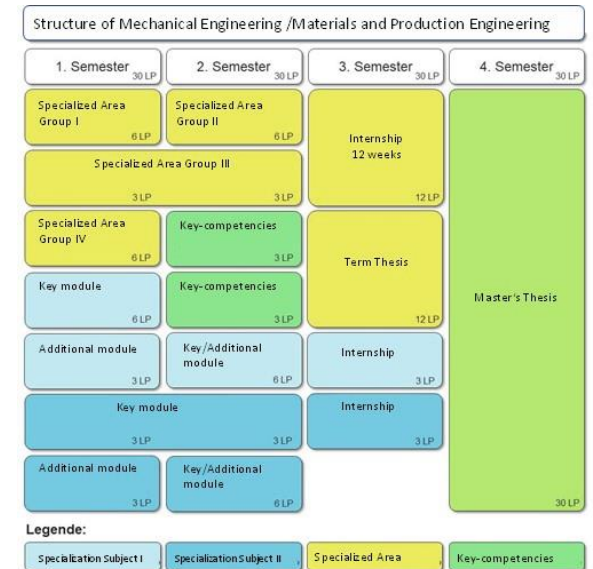 Structure of Mechanical Engineering /Materials and Production Engineering
1. Semester
30 LP
2. Semester
30 LP
3. Semester
30 LP
4. Semester
30 LP
Specialized Area
Group I
6 LP
Specialized Area
Group II
6 LP
Internship
12 weeks
12 LP
Master's Thesis
30 LP
Specialized Area Group III
3 LP
3 LP
Specialized Area
Group IV
6 LP
Key-competencies
3 LP
Term Thesis
12 LP
Key module
6 LP
Key-competencies
3 LP
Additional module
3 LP
Key/Additional
module
6 LP
Internship
3 LP
Key module
3 LP
3 LP
Internship
3 LP
Additional module
3 LP
Key/Additional
module
6 LP
Legende:
Specialization Subject I
Specialization Subject II
Specialized Area
Key-competencies